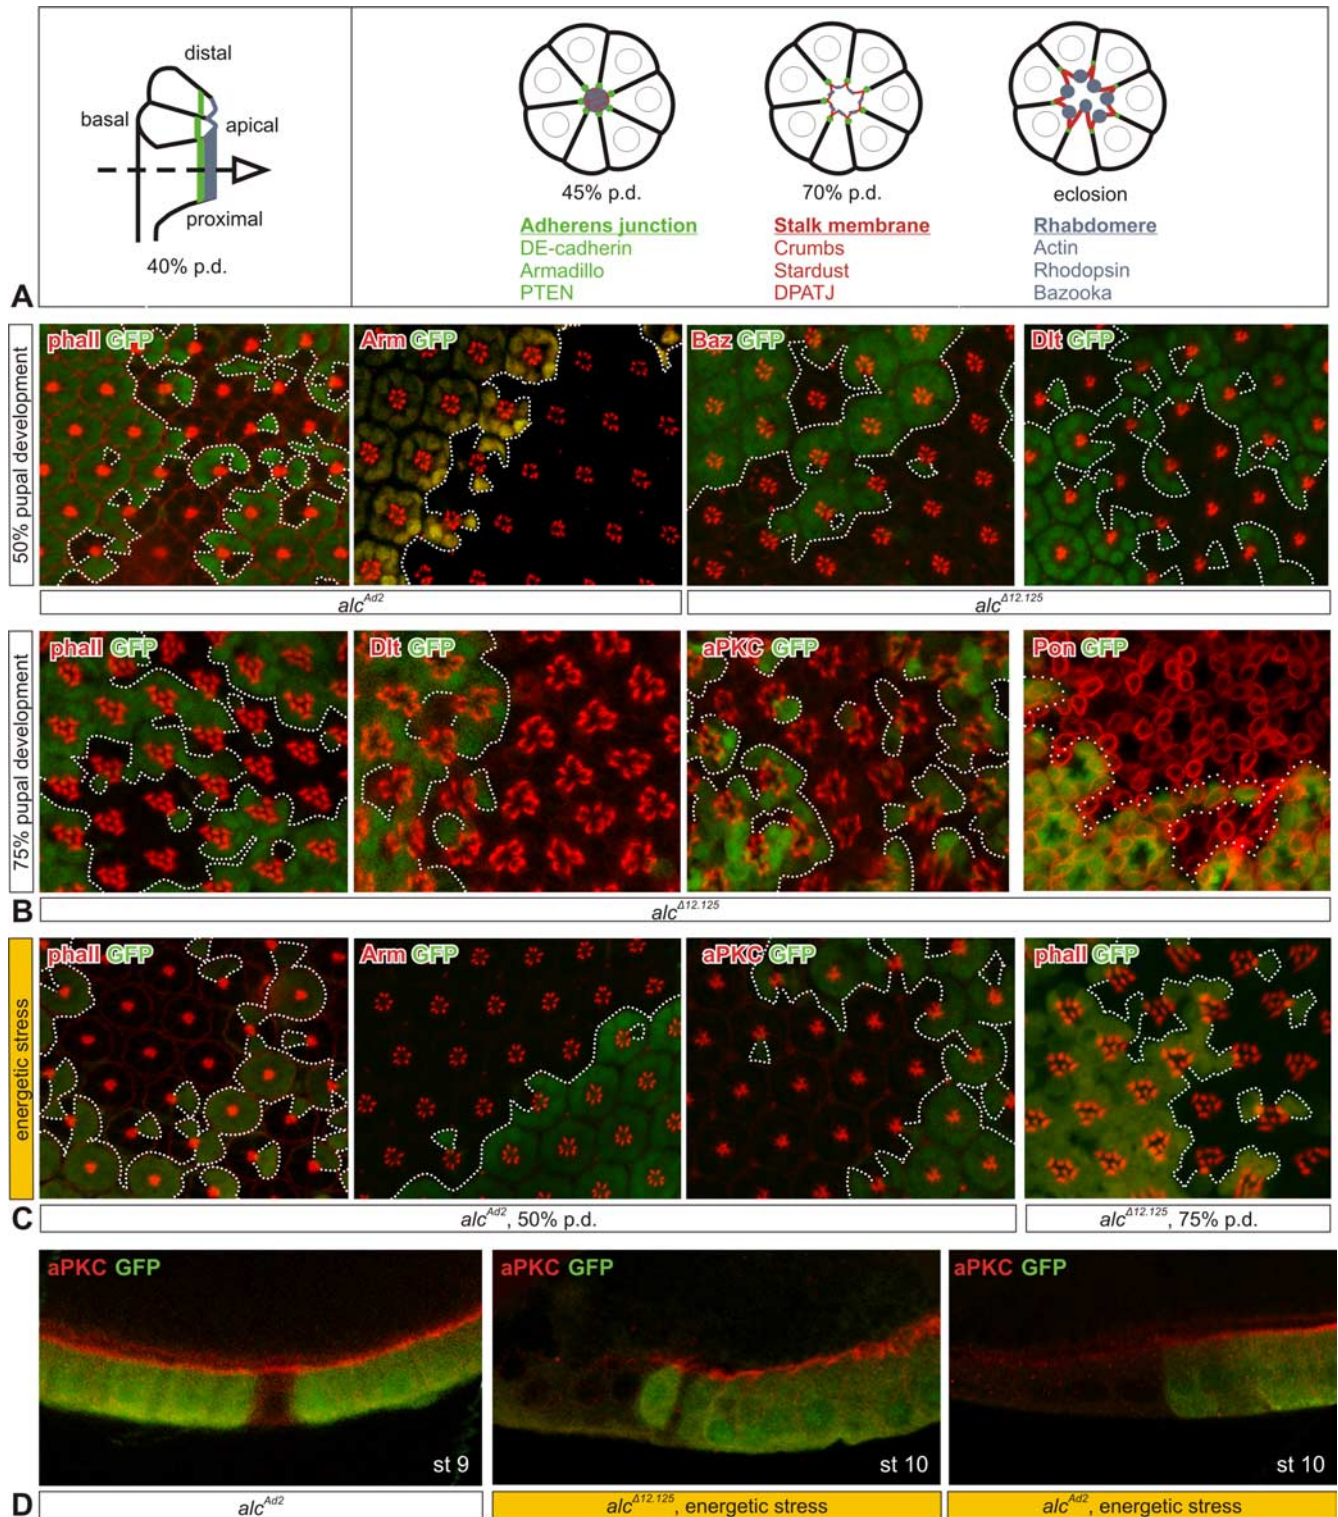 distal
basal
apical
proximal
40% p.d.
A
45% p.d.
70% p.d.
eclosion
Adherens junction
DE-cadherin
Armadillo
PTEN
Stalk membrane
Crumbs
Stardust
DPATJ
Rhabdomere
Actin
Rhodopsin
Bazooka
50% pupal development
phall GFP
Arm GFP
Baz GFP
Dlt GFP
alc^Ad2
alc^Δ12.125
75% pupal development
phall GFP
Dlt GFP
aPKC GFP
Pon GFP
B
alc^Δ12.125
energetic stress
phall GFP
Arm GFP
aPKC GFP
phall GFP
C
alc^Ad2, 50% p.d.
alc^Δ12.125, 75% p.d.
aPKC GFP
st 9
aPKC GFP
st 10
aPKC GFP
st 10
D
alc^Ad2
alc^Δ12.125, energetic stress
alc^Ad2, energetic stress